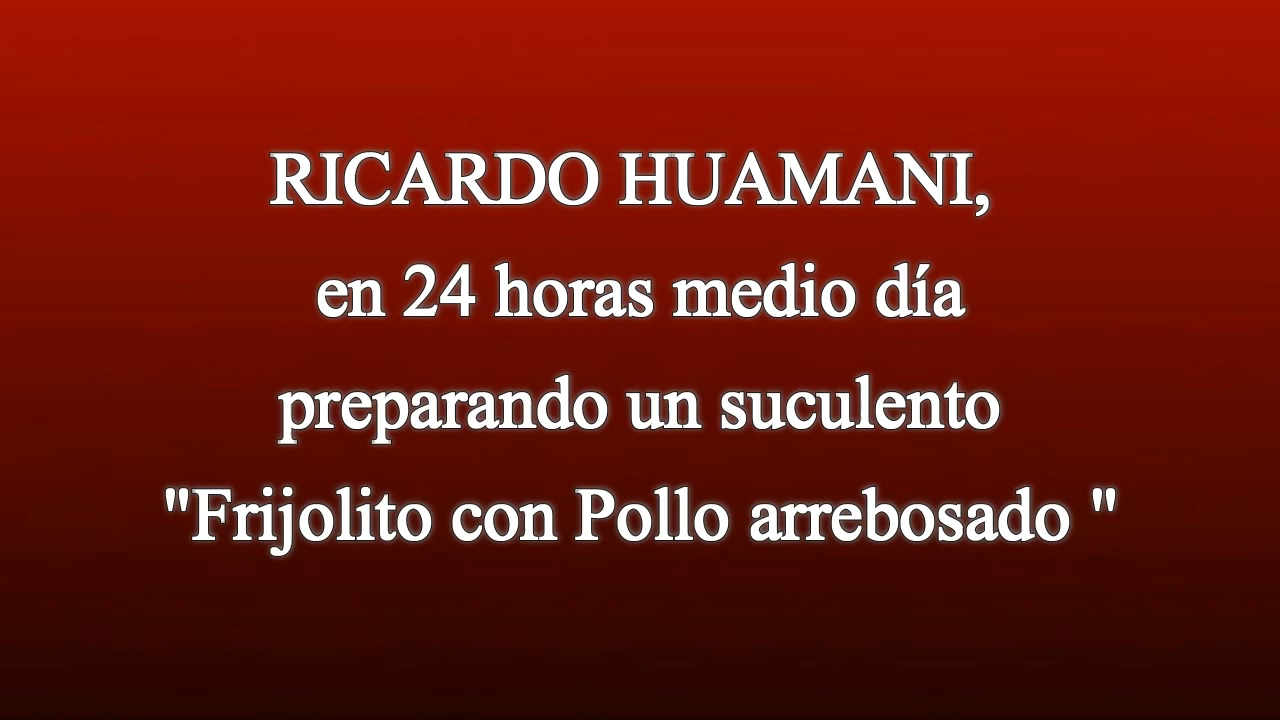 RICARDO HUAMANI,
en 24 horas medio día
preparando un suculento
"Frijolito con Pollo arrebosado "